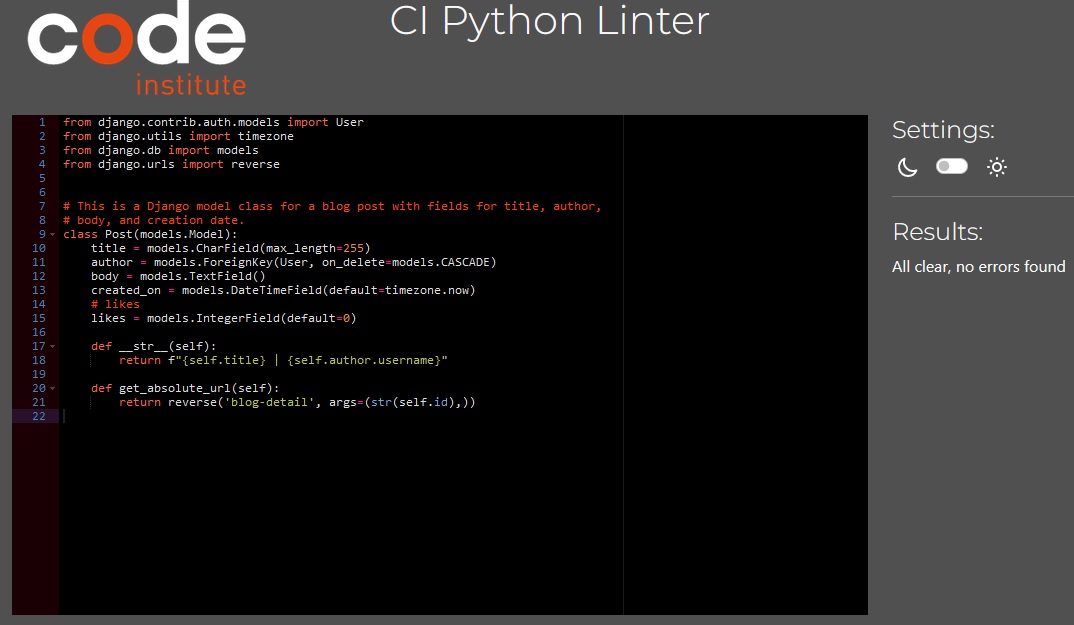 code
institute
CI Python Linter
1 from django.contrib.auth.models import User
2 from django.utils import timezone
3 from django.db import models
4 from django.urls import reverse
5
6
7 # This is a Django model class for a blog post with fields for title, author,
8 # body, and creation date.
9 class Post(models.Model):
10     title = models.CharField(max_length=255)
11     author = models.ForeignKey(User, on_delete=models.CASCADE)
12     body = models.TextField()
13     created_on = models.DateTimeField(default=timezone.now)
14     # likes
15     likes = models.IntegerField(default=0)
16
17     def __str__(self):
18         return f"{self.title} | {self.author.username}"
19
20     def get_absolute_url(self):
21         return reverse('blog-detail', args=(str(self.id),))
22
Settings:
Results:
All clear, no errors found